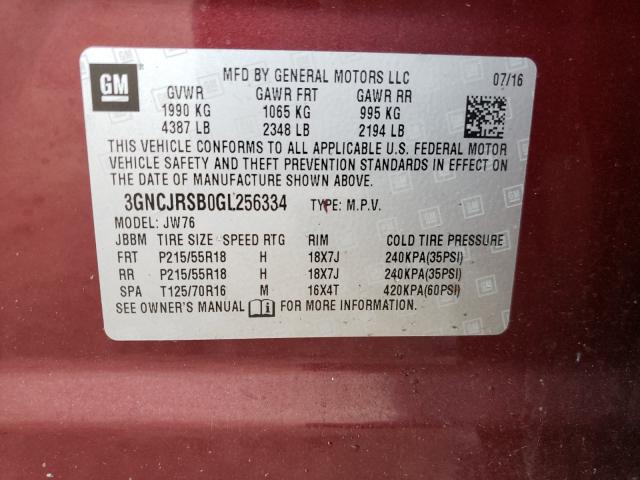 GM
MFD BY GENERAL MOTORS LLC 07/16
GVWR GAWR FRT GAWR RR
1990 KG 1065 KG 995 KG
4387 LB 2348 LB 2194 LB
THIS VEHICLE CONFORMS TO ALL APPLICABLE U.S. FEDERAL MOTOR
VEHICLE SAFETY AND THEFT PREVENTION STANDARDS IN EFFECT ON
THE DATE OF MANUFACTURE SHOWN ABOVE.
3GNCJRSB0GL256334 TYPE: M.P.V.
MODEL: JW76
JBBM TIRE SIZE SPEED RTG RIM COLD TIRE PRESSURE
FRT P215/55R18 H 18X7J 240KPA(35PSI)
RR P215/55R18 H 18X7J 240KPA(35PSI)
SPA T125/70R16 M 16X4T 420KPA(60PSI)
SEE OWNER'S MANUAL FOR MORE INFORMATION.